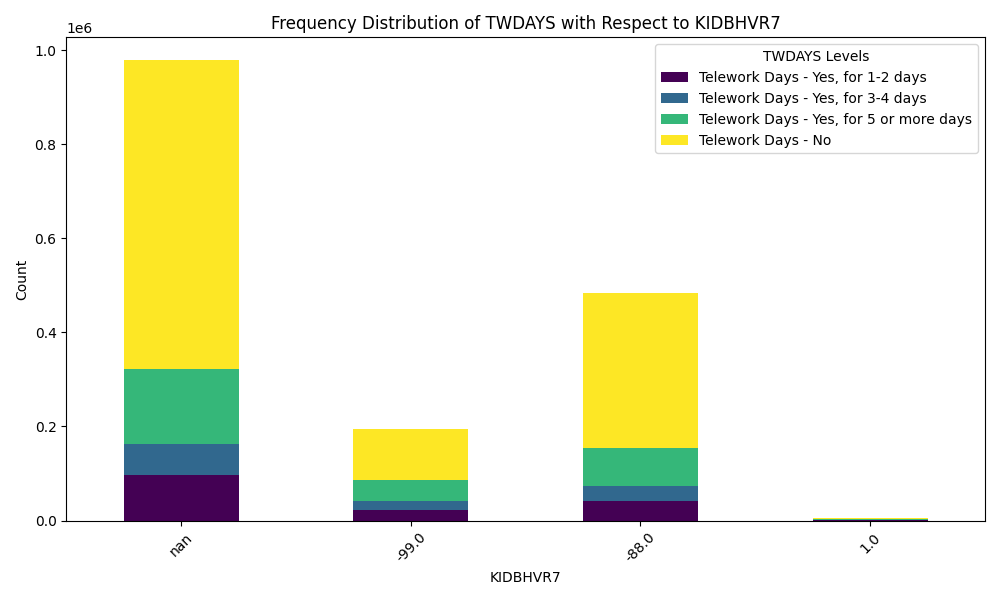 Frequency Distribution of TWDAYS with Respect to KIDBHVR7
1e6
1.0
0.8
0.6
0.4
0.2
0.0
Count
TWDAYS Levels
Telework Days - Yes, for 1-2 days
Telework Days - Yes, for 3-4 days
Telework Days - Yes, for 5 or more days
Telework Days - No
nan
-99.0
-88.0
1.0
KIDBHVR7